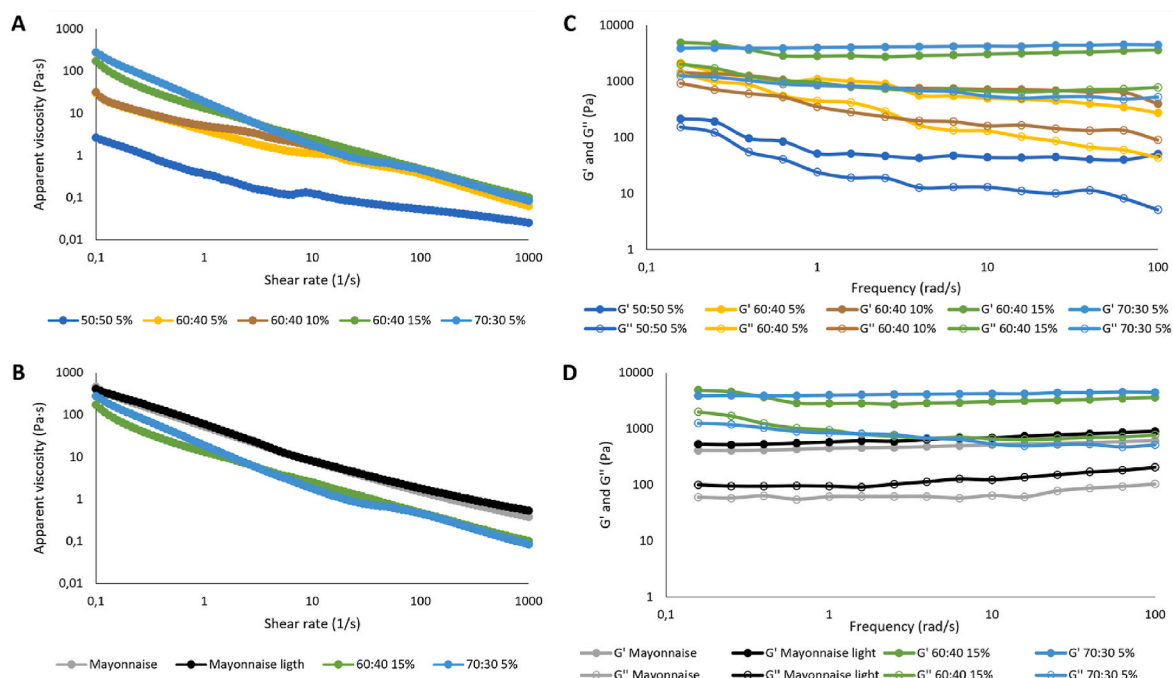 A
Apparent viscosity (Pa·s)
1000
100
10
1
0,1
0,01
0,1 1 10 100 1000
Shear rate (1/s)
50:50 5% 60:40 5% 60:40 10% 60:40 15% 70:30 5%
C
G' and G'' (Pa)
10000
1000
100
10
1
0,1 1 10 100
Frequency (rad/s)
G' 50:50 5% G' 60:40 5% G' 60:40 10% G' 60:40 15% G' 70:30 5%
G'' 50:50 5% G'' 60:40 5% G'' 60:40 10% G'' 60:40 15% G'' 70:30 5%
B
Apparent viscosity (Pa·s)
1000
100
10
1
0,1
0,01
0,1 1 10 100 1000
Shear rate (1/s)
Mayonnaise Mayonnaise ligth 60:40 15% 70:30 5%
D
G' and G'' (Pa)
10000
1000
100
10
1
0,1 1 10 100
Frequency (rad/s)
G' Mayonnaise G' Mayonnaise light G' 60:40 15% G' 70:30 5%
G'' Mayonnaise G'' Mayonnaise light G'' 60:40 15% G'' 70:30 5%